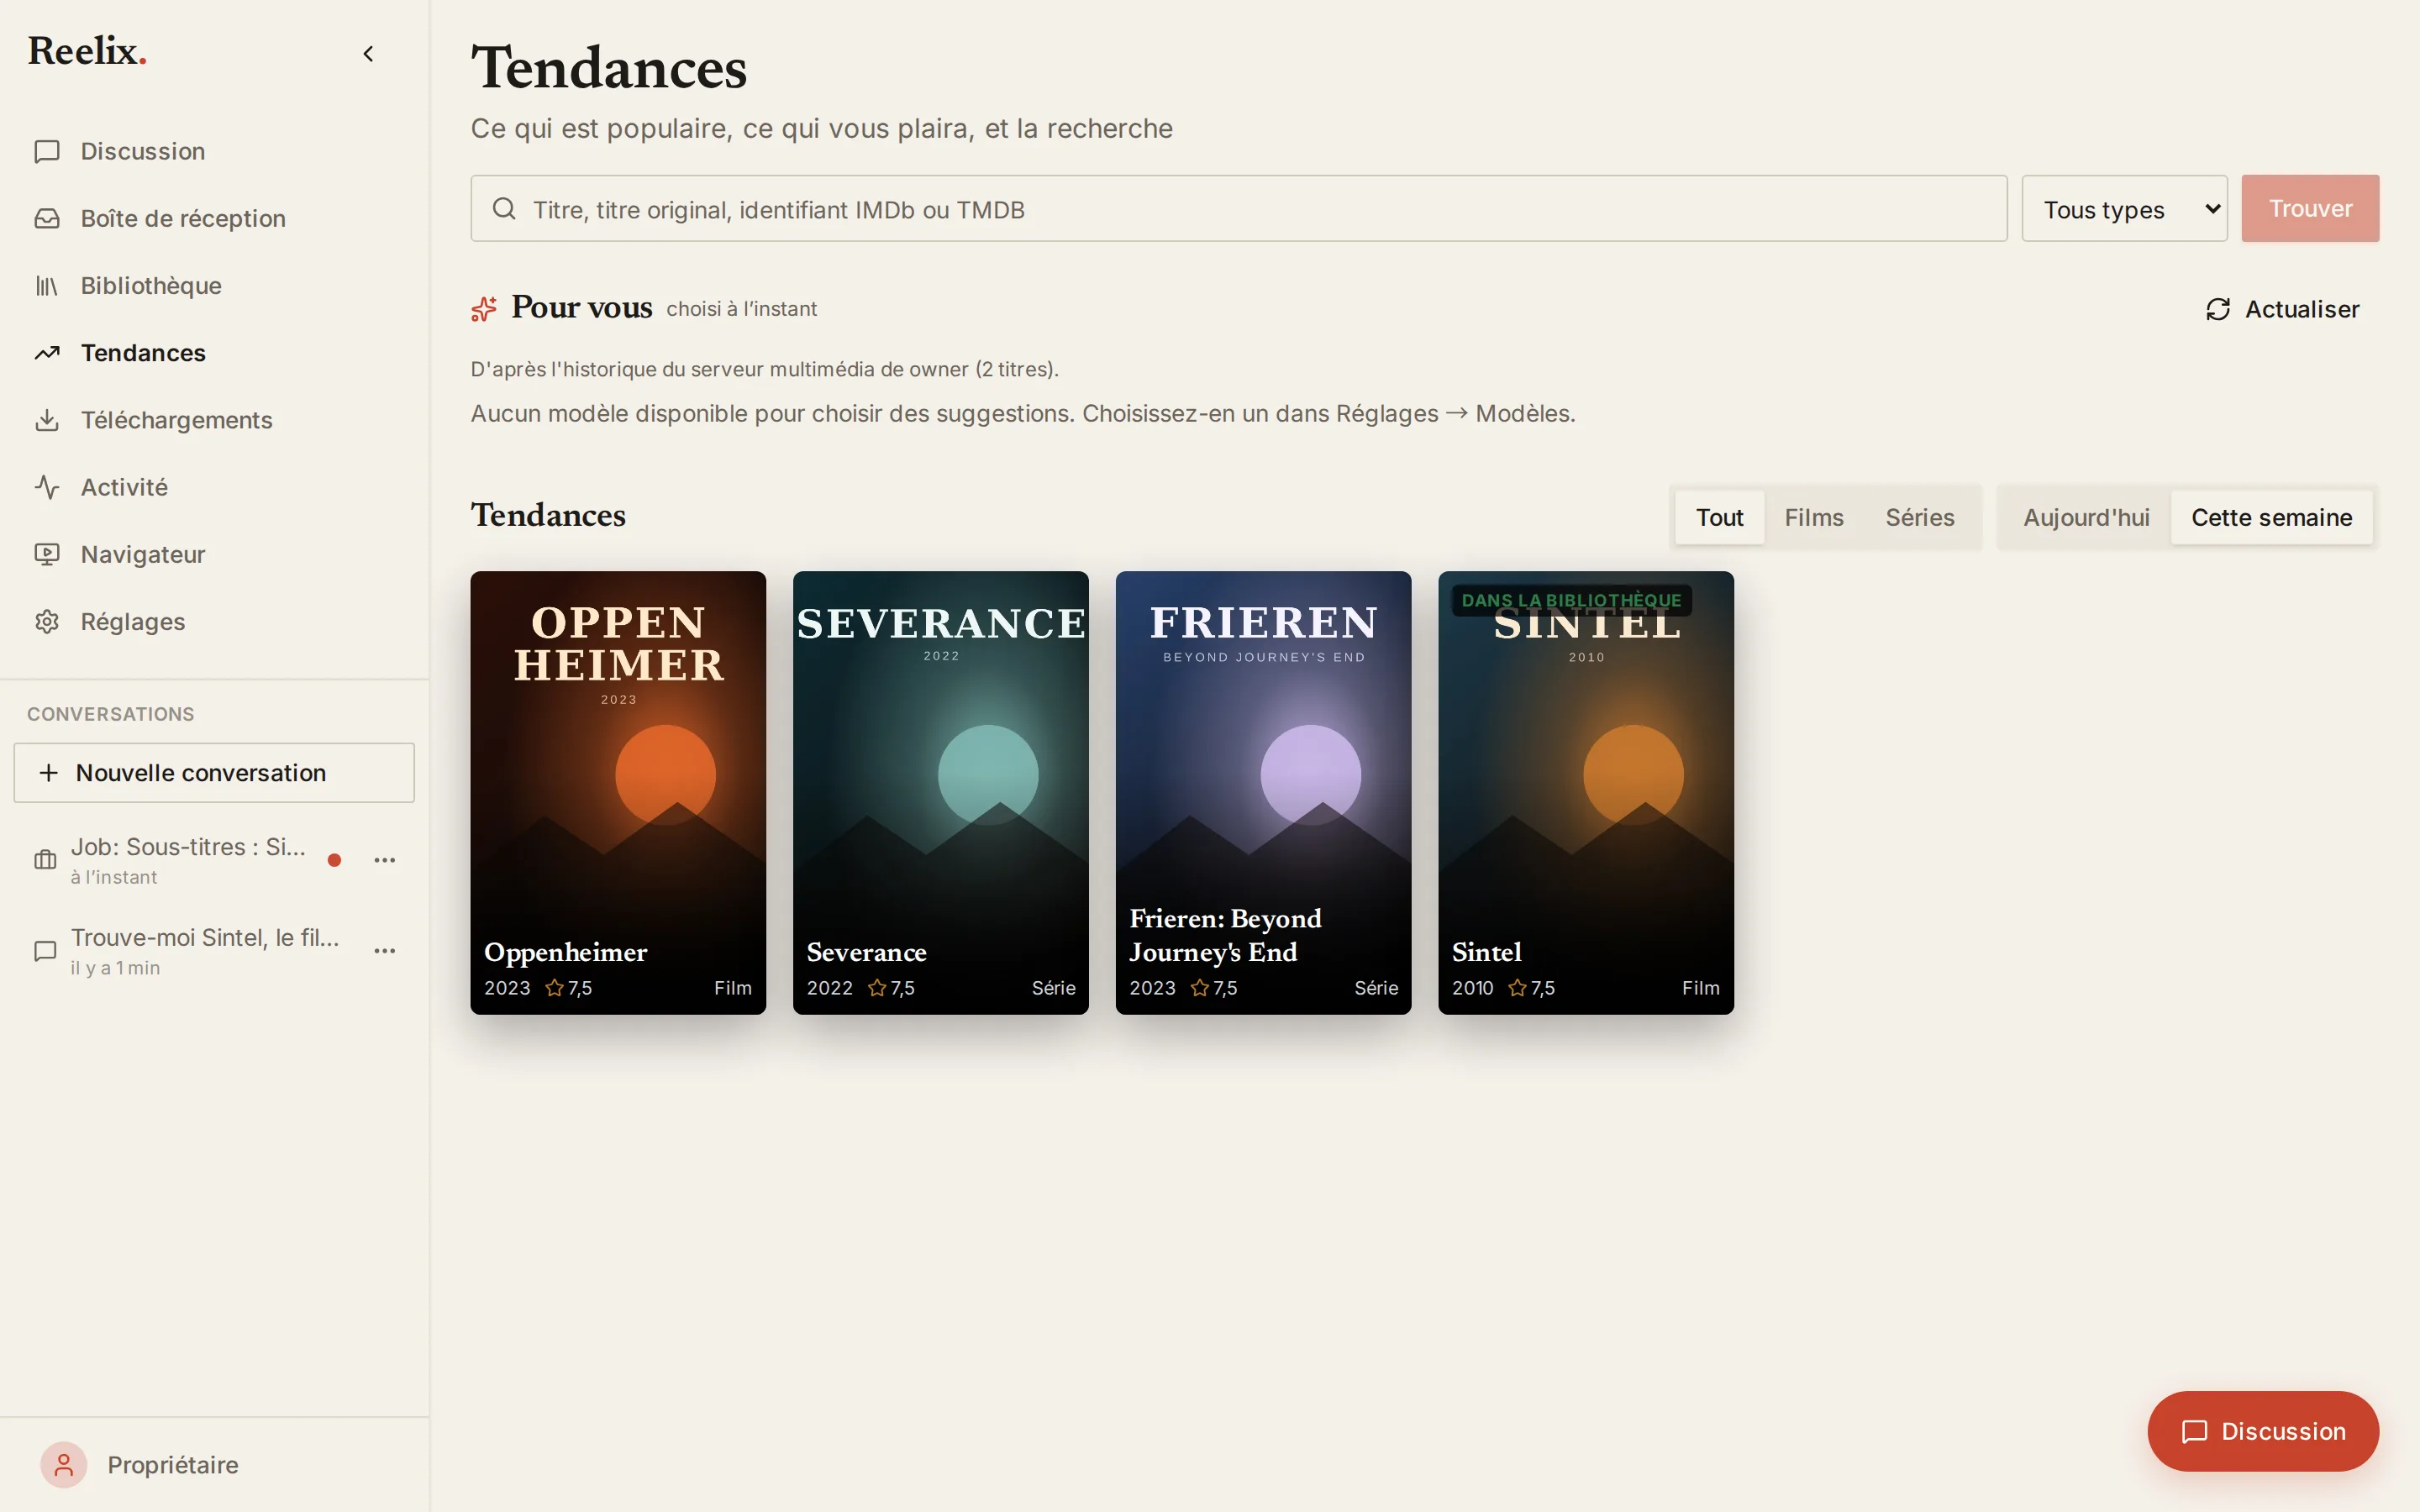 Reelix.
Discussion
Boîte de réception
Bibliothèque
Tendances
Téléchargements
Activité
Navigateur
Réglages
CONVERSATIONS
Nouvelle conversation
Job: Sous-titres : Si...
à l’instant
Trouve-moi Sintel, le fil...
il y a 1 min
Propriétaire
Tendances
Ce qui est populaire, ce qui vous plaira, et la recherche
Titre, titre original, identifiant IMDb ou TMDB
Tous types
Trouver
Pour vous choisi à l’instant
Actualiser
D'après l'historique du serveur multimédia de owner (2 titres).
Aucun modèle disponible pour choisir des suggestions. Choisissez-en un dans Réglages → Modèles.
Tendances
Tout Films Séries
Aujourd'hui Cette semaine
OPPEN
HEIMER
2023
Oppenheimer
2023 7,5 Film
SEVERANCE
2022
Severance
2022 7,5 Série
FRIEREN
BEYOND JOURNEY'S END
Frieren: Beyond
Journey's End
2023 7,5 Série
DANS LA BIBLIOTHÈQUE
SINTEL
2010
Sintel
2010 7,5 Film
Discussion